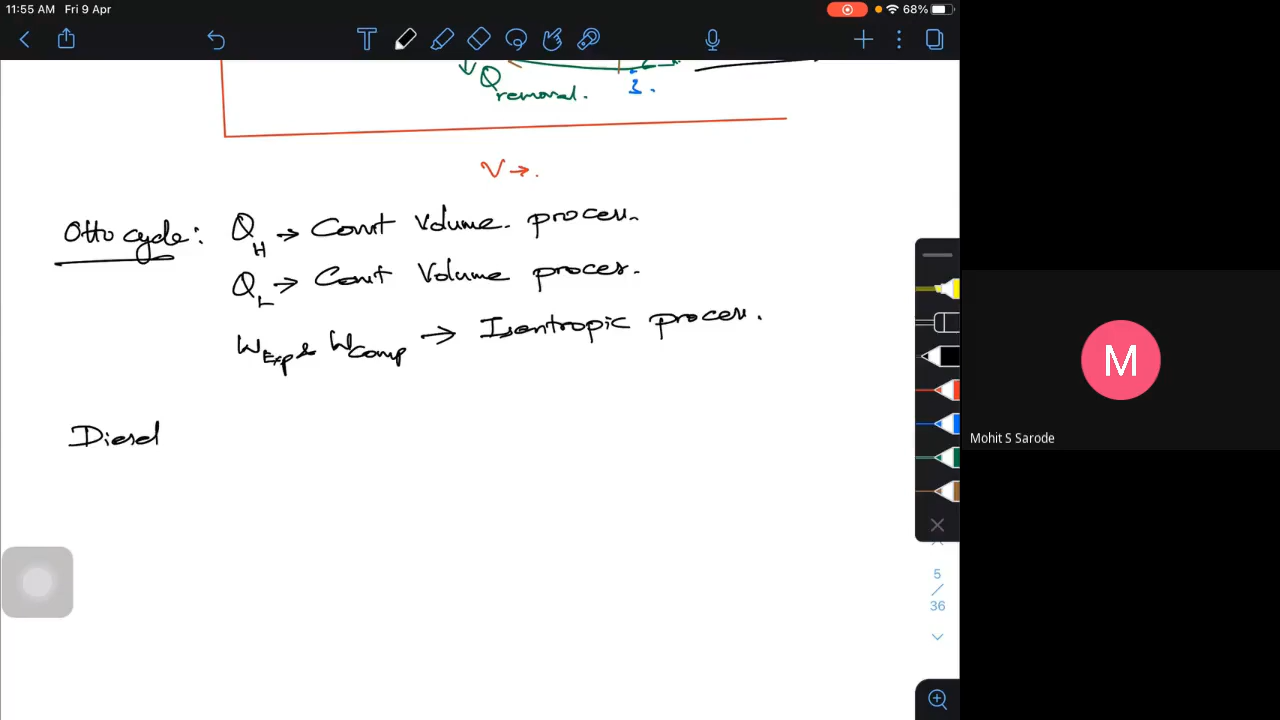 11:55 AM Fri 9 Apr
68%
T
Q removal.
3.
V →.
Otto cycle: Q_H → Const Volume. process.
Q_L → Const Volume process.
W_Exp & W_Comp → Isentropic process.
Diesel
5
/
36
M
Mohit S Sarode